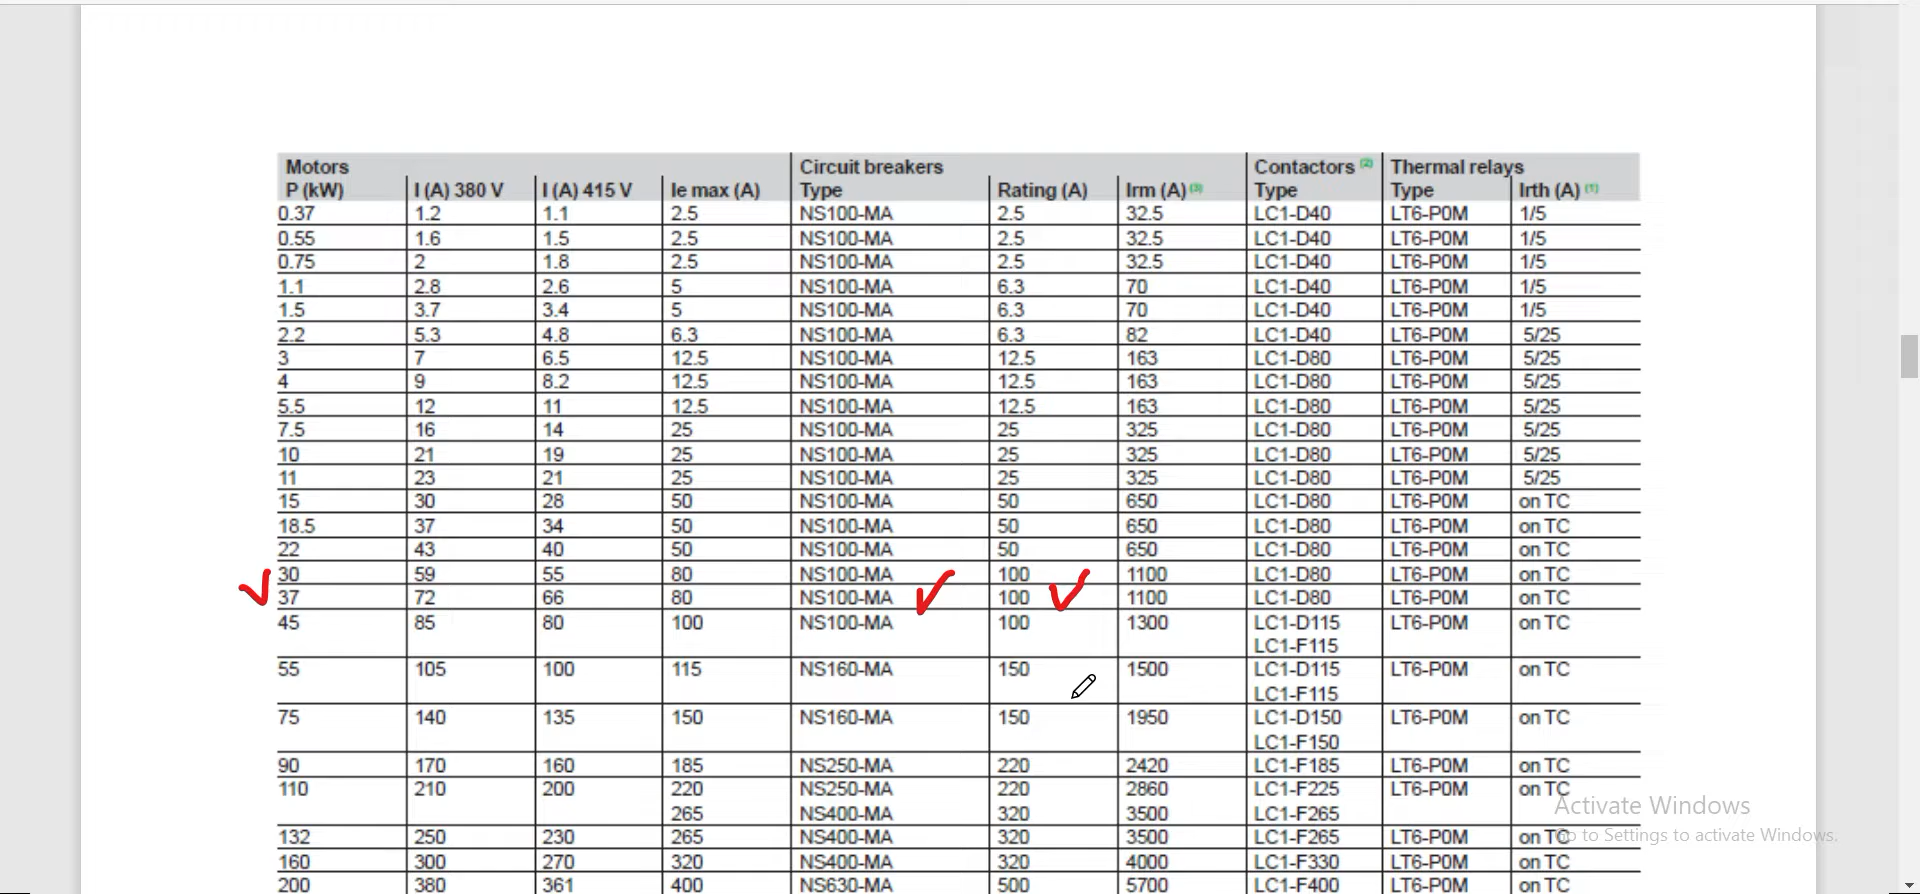 Motors Circuit breakers Contactors (2) Thermal relays
P (kW) I (A) 380 V I (A) 415 V Ie max (A) Type Rating (A) Irm (A) (3) Type Type Irth (A) (1)
0.37 1.2 1.1 2.5 NS100-MA 2.5 32.5 LC1-D40 LT6-P0M 1/5
0.55 1.6 1.5 2.5 NS100-MA 2.5 32.5 LC1-D40 LT6-P0M 1/5
0.75 2 1.8 2.5 NS100-MA 2.5 32.5 LC1-D40 LT6-P0M 1/5
1.1 2.8 2.6 5 NS100-MA 6.3 70 LC1-D40 LT6-P0M 1/5
1.5 3.7 3.4 5 NS100-MA 6.3 70 LC1-D40 LT6-P0M 1/5
2.2 5.3 4.8 6.3 NS100-MA 6.3 82 LC1-D40 LT6-P0M 5/25
3 7 6.5 12.5 NS100-MA 12.5 163 LC1-D80 LT6-P0M 5/25
4 9 8.2 12.5 NS100-MA 12.5 163 LC1-D80 LT6-P0M 5/25
5.5 12 11 12.5 NS100-MA 12.5 163 LC1-D80 LT6-P0M 5/25
7.5 16 14 25 NS100-MA 25 325 LC1-D80 LT6-P0M 5/25
10 21 19 25 NS100-MA 25 325 LC1-D80 LT6-P0M 5/25
11 23 21 25 NS100-MA 25 325 LC1-D80 LT6-P0M 5/25
15 30 28 50 NS100-MA 50 650 LC1-D80 LT6-P0M on TC
18.5 37 34 50 NS100-MA 50 650 LC1-D80 LT6-P0M on TC
22 43 40 50 NS100-MA 50 650 LC1-D80 LT6-P0M on TC
30 59 55 80 NS100-MA 100 1100 LC1-D80 LT6-P0M on TC
37 72 66 80 NS100-MA 100 1100 LC1-D80 LT6-P0M on TC
45 85 80 100 NS100-MA 100 1300 LC1-D115 LT6-P0M on TC
LC1-F115
55 105 100 115 NS160-MA 150 1500 LC1-D115 LT6-P0M on TC
LC1-F115
75 140 135 150 NS160-MA 150 1950 LC1-D150 LT6-P0M on TC
LC1-F150
90 170 160 185 NS250-MA 220 2420 LC1-F185 LT6-P0M on TC
110 210 200 220 NS250-MA 220 2860 LC1-F225 LT6-P0M on TC
265 NS400-MA 320 3500 LC1-F265
132 250 230 265 NS400-MA 320 3500 LC1-F265 LT6-P0M on TC
160 300 270 320 NS400-MA 320 4000 LC1-F330 LT6-P0M on TC
200 380 361 400 NS630-MA 500 5700 LC1-F400 LT6-P0M on TC
Activate Windows
Go to Settings to activate Windows.